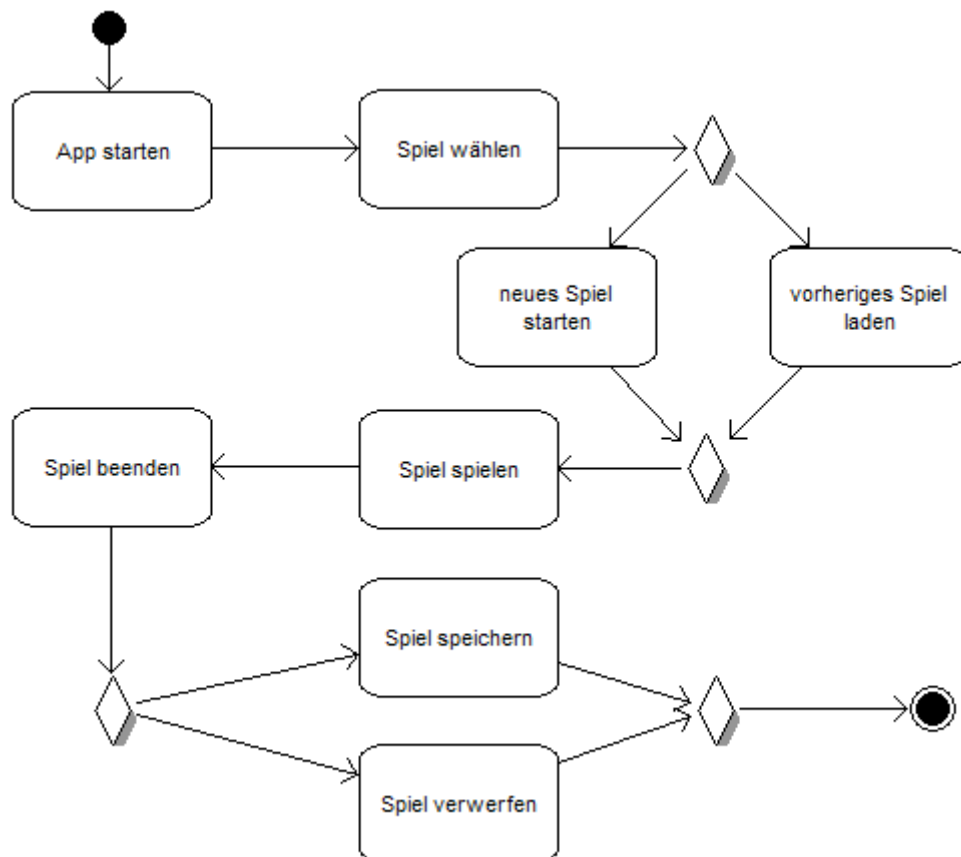 App starten
Spiel wählen
neues Spiel
starten
vorheriges Spiel
laden
Spiel beenden
Spiel spielen
Spiel speichern
Spiel verwerfen